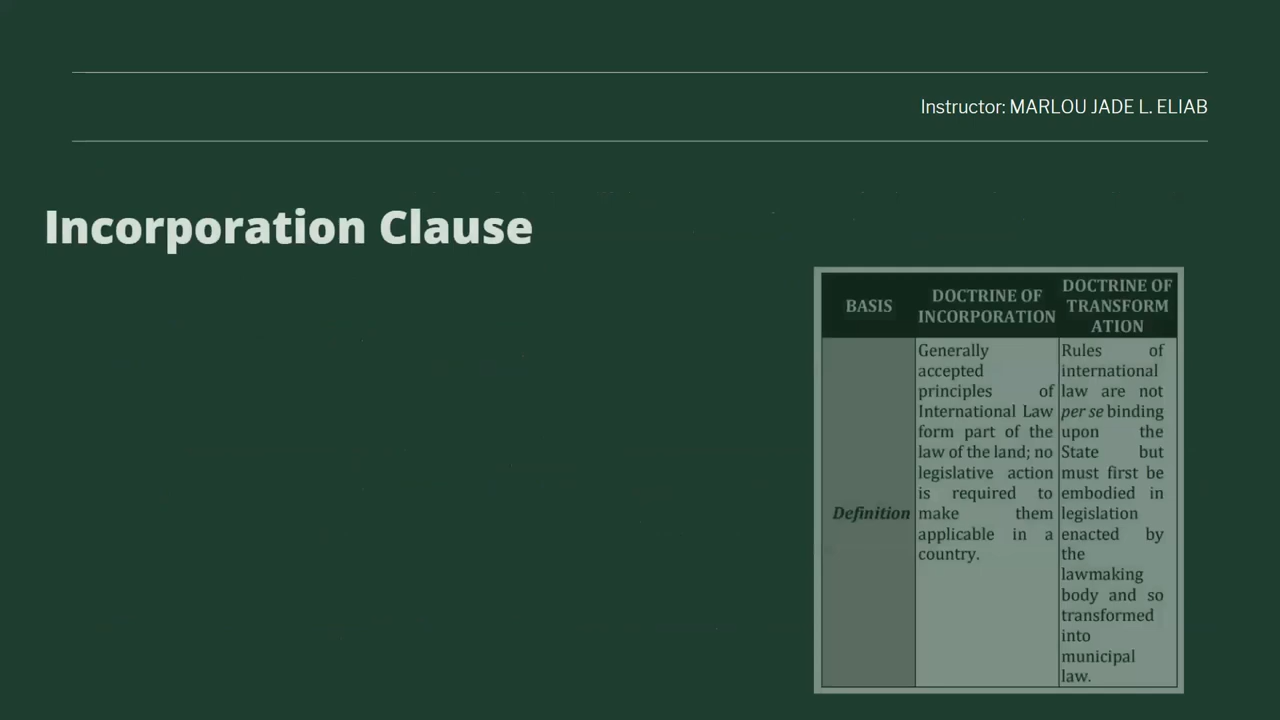 Instructor: MARLOU JADE L. ELIAB
Incorporation Clause
BASIS
DOCTRINE OF
INCORPORATION
DOCTRINE OF
TRANSFORM
ATION
Definition
Generally
accepted
principles of
International Law
form part of the
law of the land; no
legislative action
is required to
make them
applicable in a
country.
Rules of
international
law are not
per se binding
upon the
State but
must first be
embodied in
legislation
enacted by
the
lawmaking
body and so
transformed
into
municipal
law.